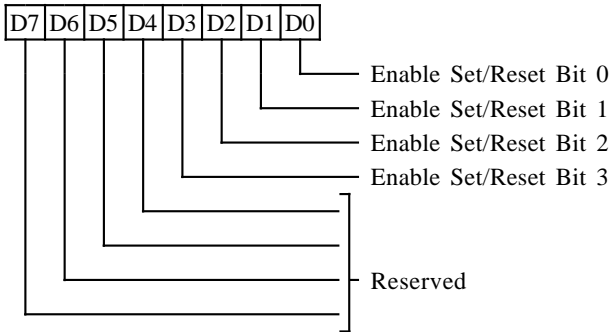 D7 D6 D5 D4 D3 D2 D1 D0
Enable Set/Reset Bit 0
Enable Set/Reset Bit 1
Enable Set/Reset Bit 2
Enable Set/Reset Bit 3
Reserved